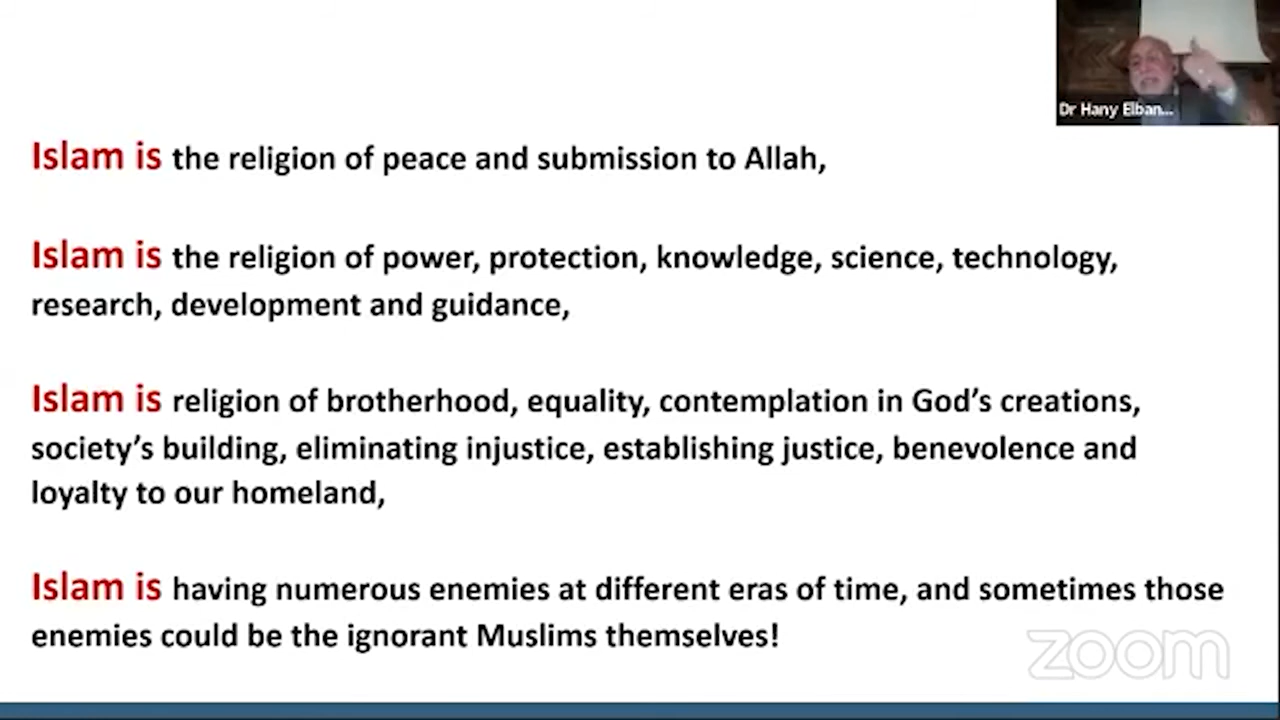 Dr Hany Elban...
Islam is the religion of peace and submission to Allah,
Islam is the religion of power, protection, knowledge, science, technology,
research, development and guidance,
Islam is religion of brotherhood, equality, contemplation in God’s creations,
society’s building, eliminating injustice, establishing justice, benevolence and
loyalty to our homeland,
Islam is having numerous enemies at different eras of time, and sometimes those
enemies could be the ignorant Muslims themselves!
zoom